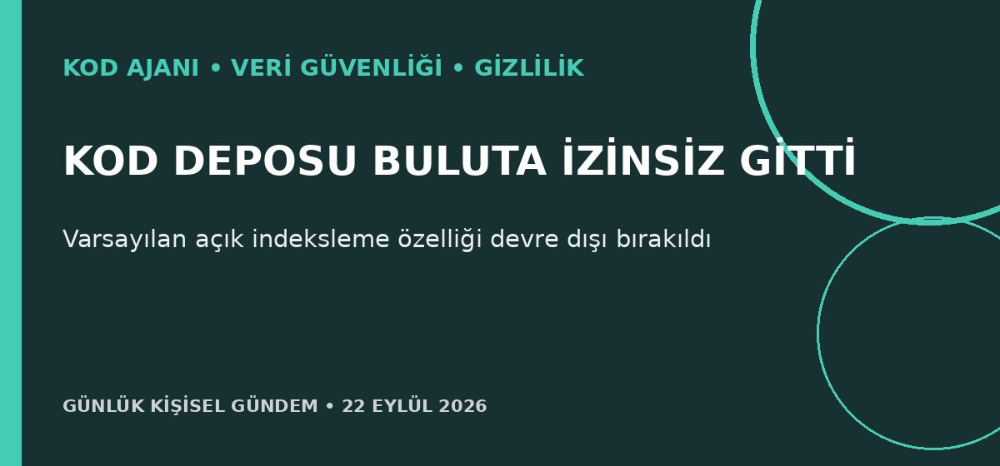 KOD AJANI • VERİ GÜVENLİĞİ • GİZLİLİK
KOD DEPOSU BULUTA İZİNSİZ GİTTİ
Varsayılan açık indeksleme özelliği devre dışı bırakıldı
GÜNLÜK KİŞİSEL GÜNDEM • 22 EYLÜL 2026